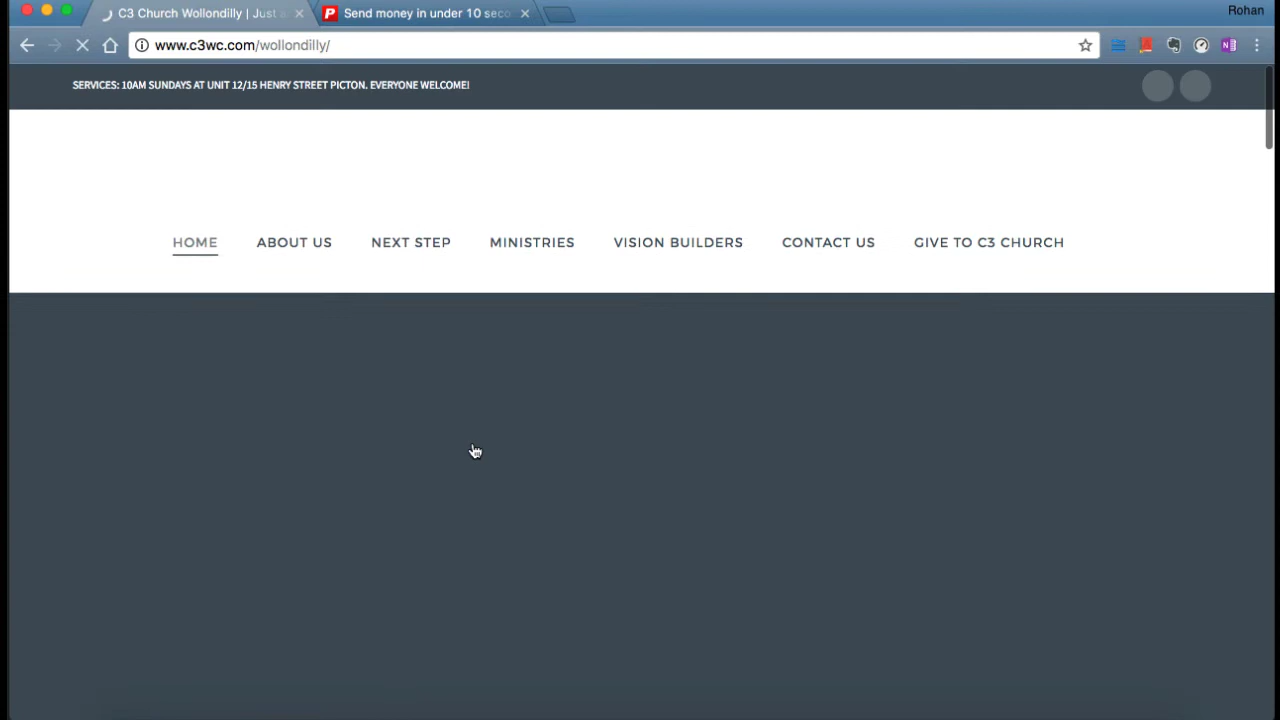 C3 Church Wollondilly | Just a
Send money in under 10 seco
Rohan
www.c3wc.com/wollondilly/
SERVICES: 10AM SUNDAYS AT UNIT 12/15 HENRY STREET PICTON. EVERYONE WELCOME!
HOME ABOUT US NEXT STEP MINISTRIES VISION BUILDERS CONTACT US GIVE TO C3 CHURCH